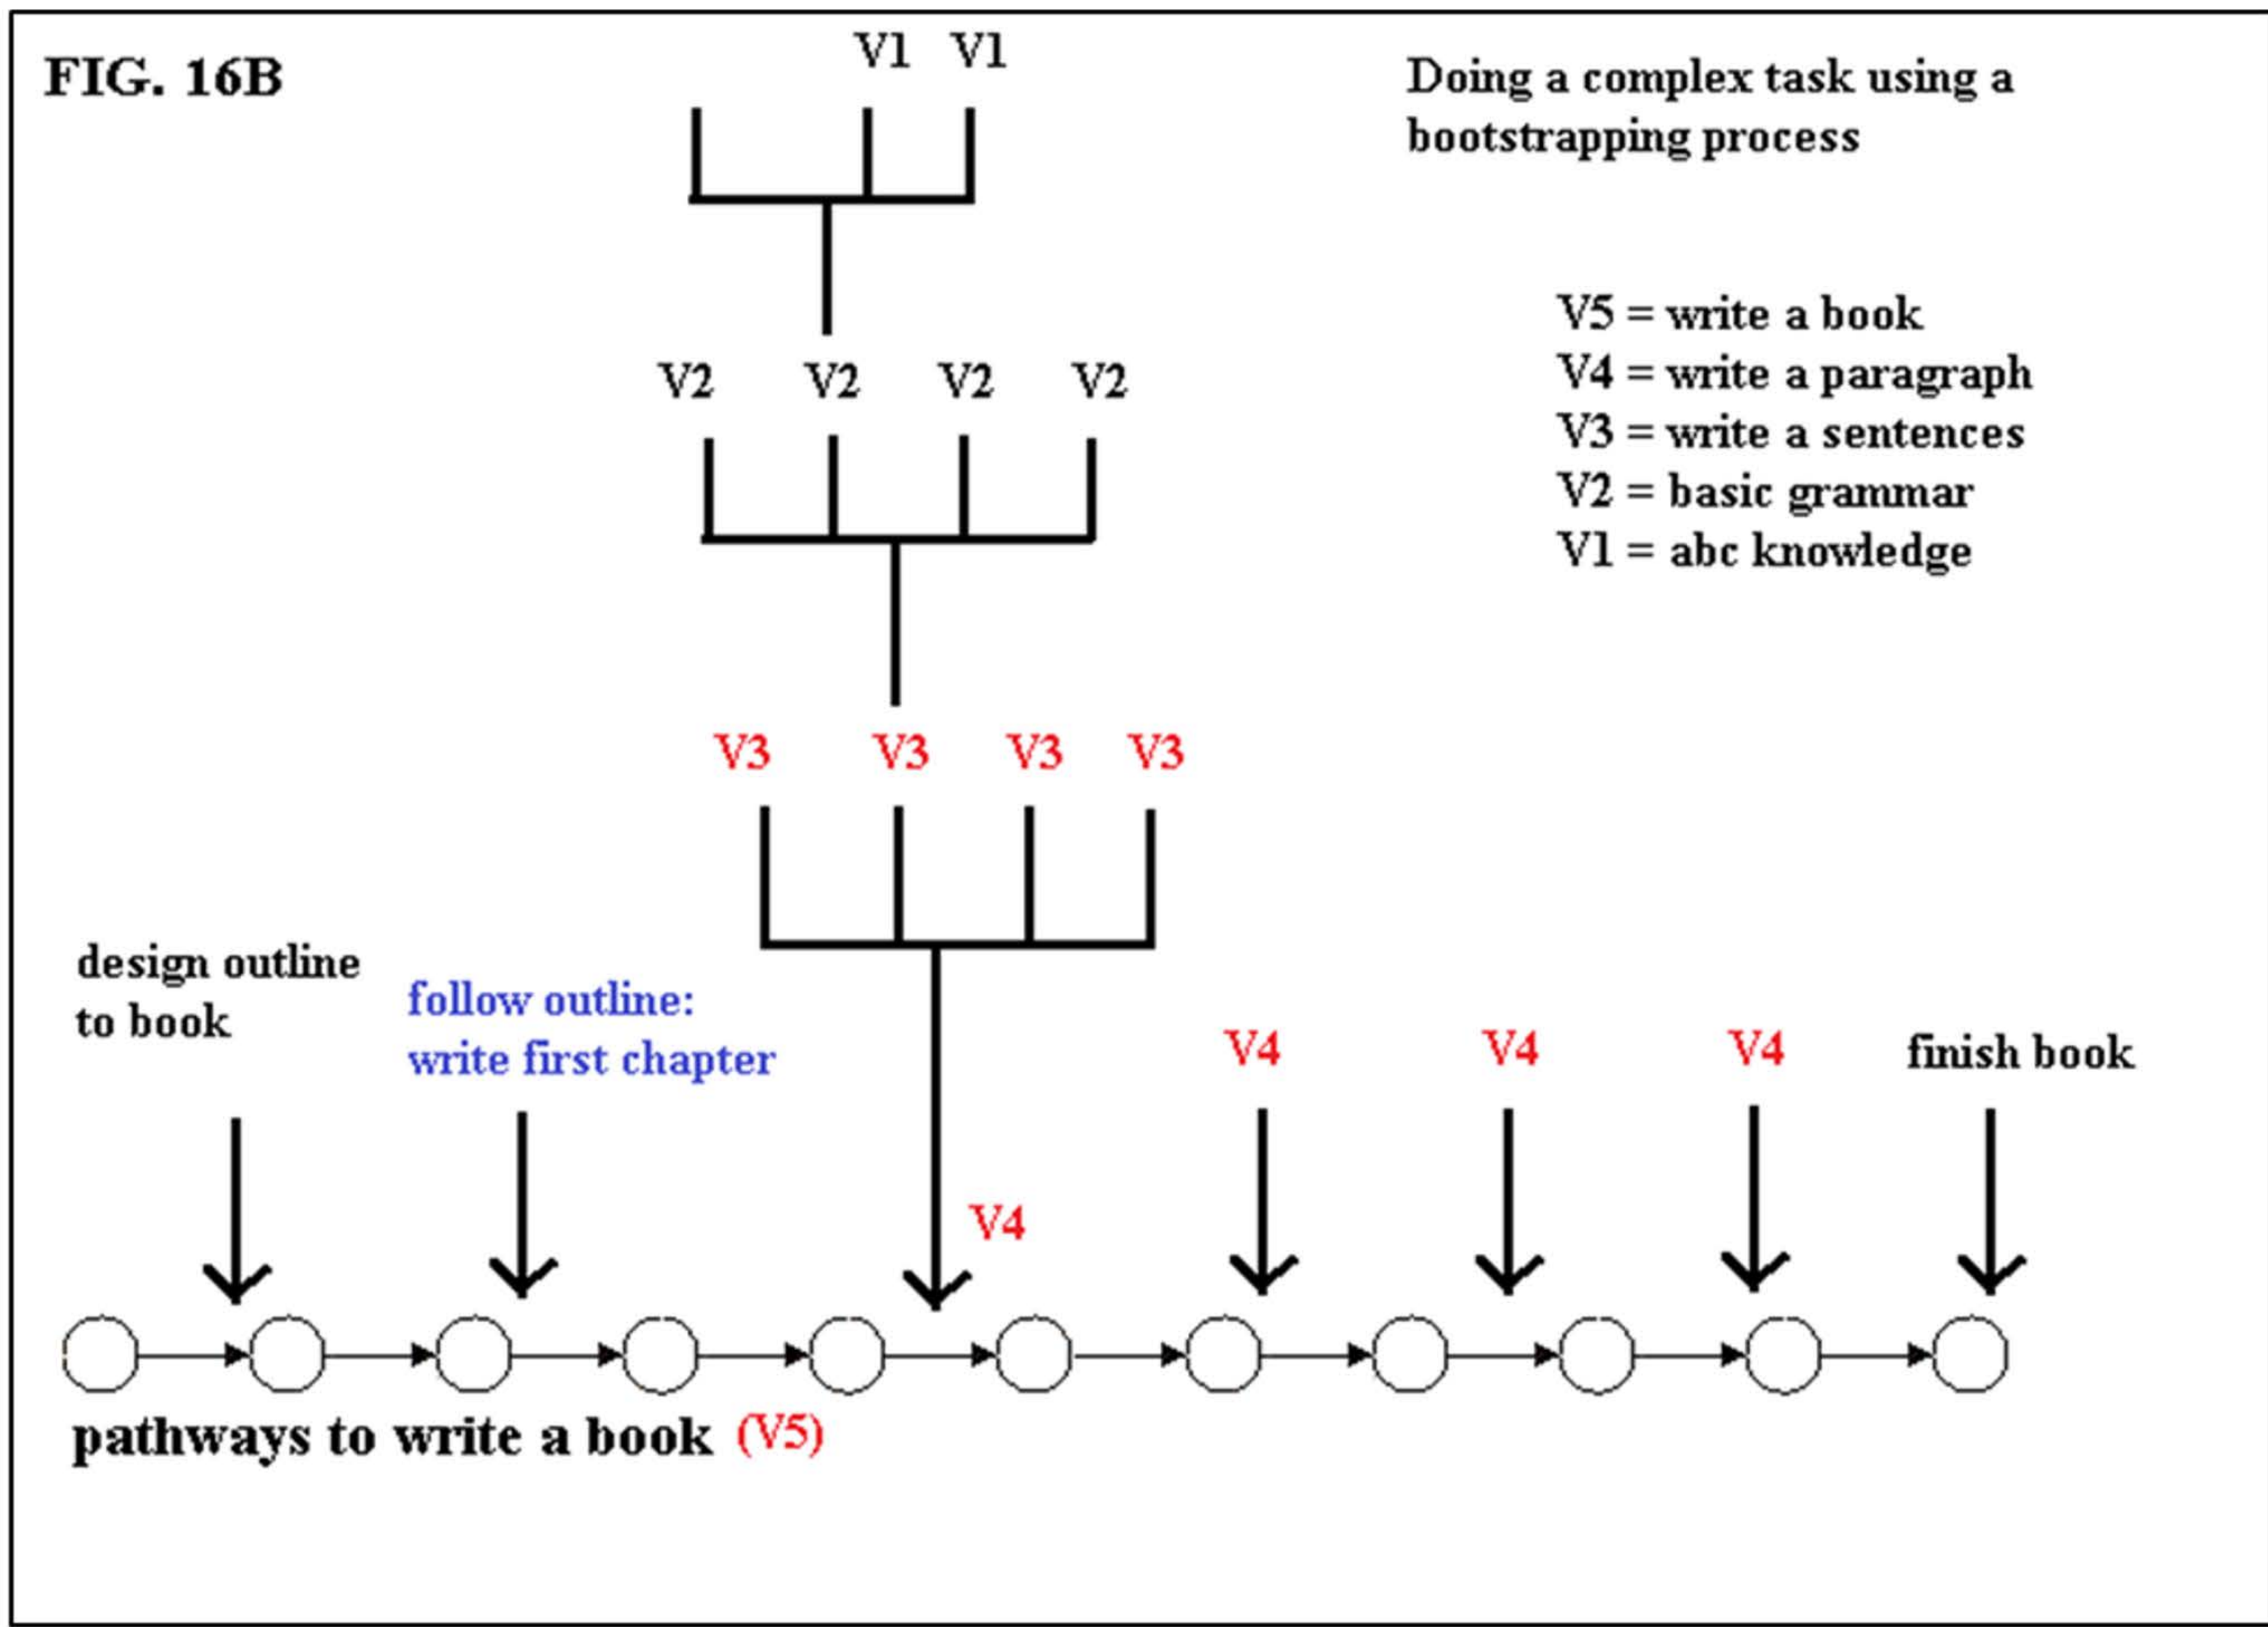 FIG. 16B
V1 V1
Doing a complex task using a
bootstrapping process
V5 = write a book
V4 = write a paragraph
V3 = write a sentences
V2 = basic grammar
V1 = abc knowledge
V2 V2 V2 V2
V3 V3 V3 V3
design outline
to book
follow outline:
write first chapter
V4
V4 V4 V4
finish book
pathways to write a book (V5)